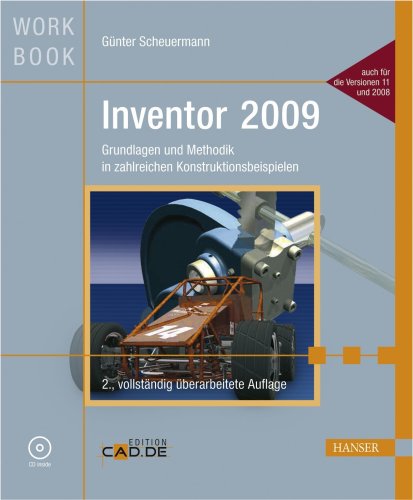 WORK
BOOK
Günter Scheuermann
auch für
die Versionen 11
und 2008
Inventor 2009
Grundlagen und Methodik
in zahlreichen Konstruktionsbeispielen
14
2., vollständig überarbeitete Auflage
CD inside
EDITION
CAD.DE
HANSER